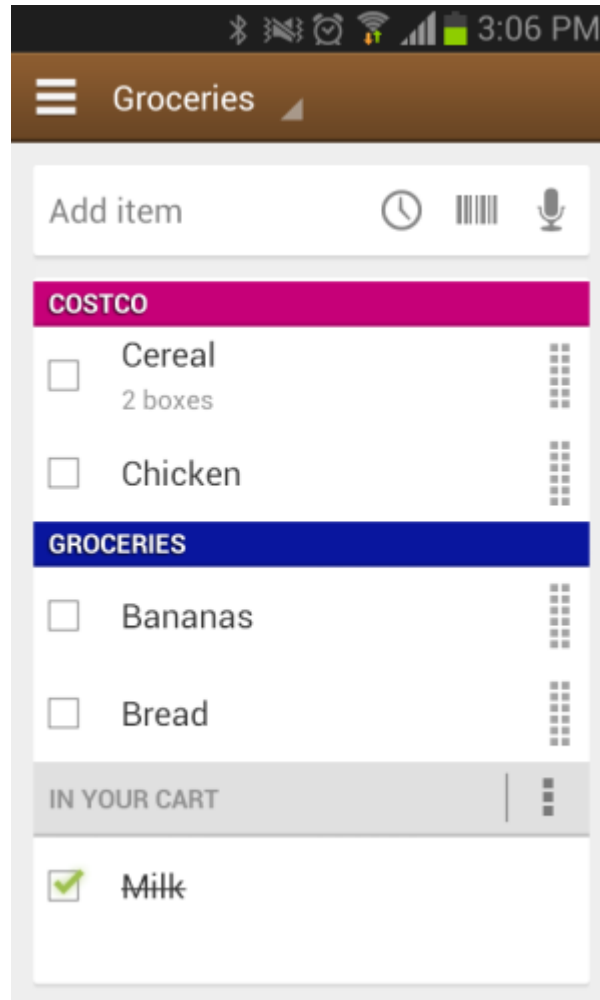 3:06 PM
Groceries
Add item
COSTCO
Cereal
2 boxes
Chicken
GROCERIES
Bananas
Bread
IN YOUR CART
Milk